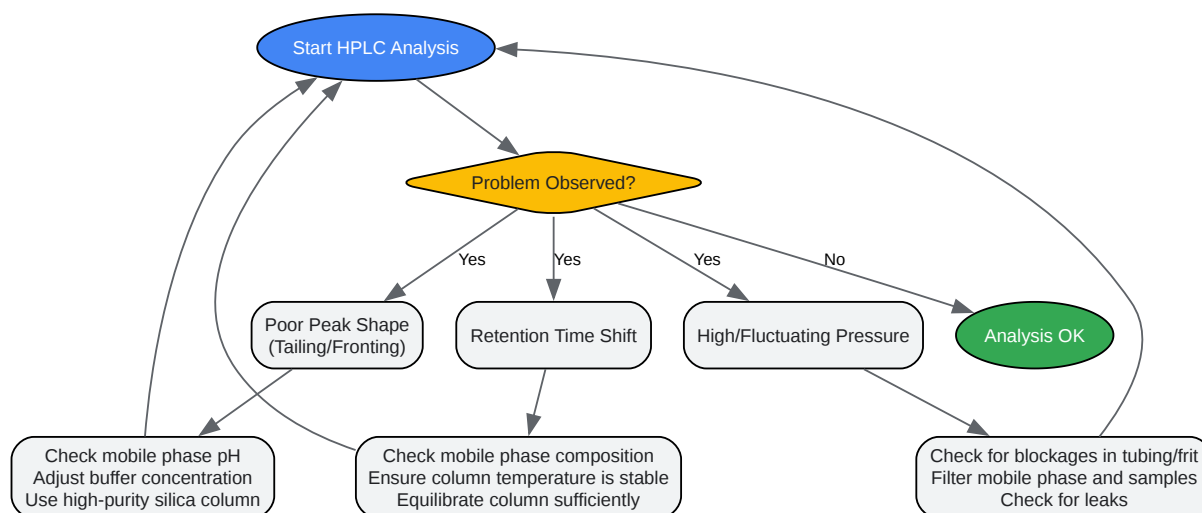 Start HPLC Analysis
Problem Observed?
Yes
Yes
Yes
No
Poor Peak Shape
(Tailing/Fronting)
Retention Time Shift
High/Fluctuating Pressure
Analysis OK
Check mobile phase pH
Adjust buffer concentration
Use high-purity silica column
Check mobile phase composition
Ensure column temperature is stable
Equilibrate column sufficiently
Check for blockages in tubing/frit
Filter mobile phase and samples
Check for leaks